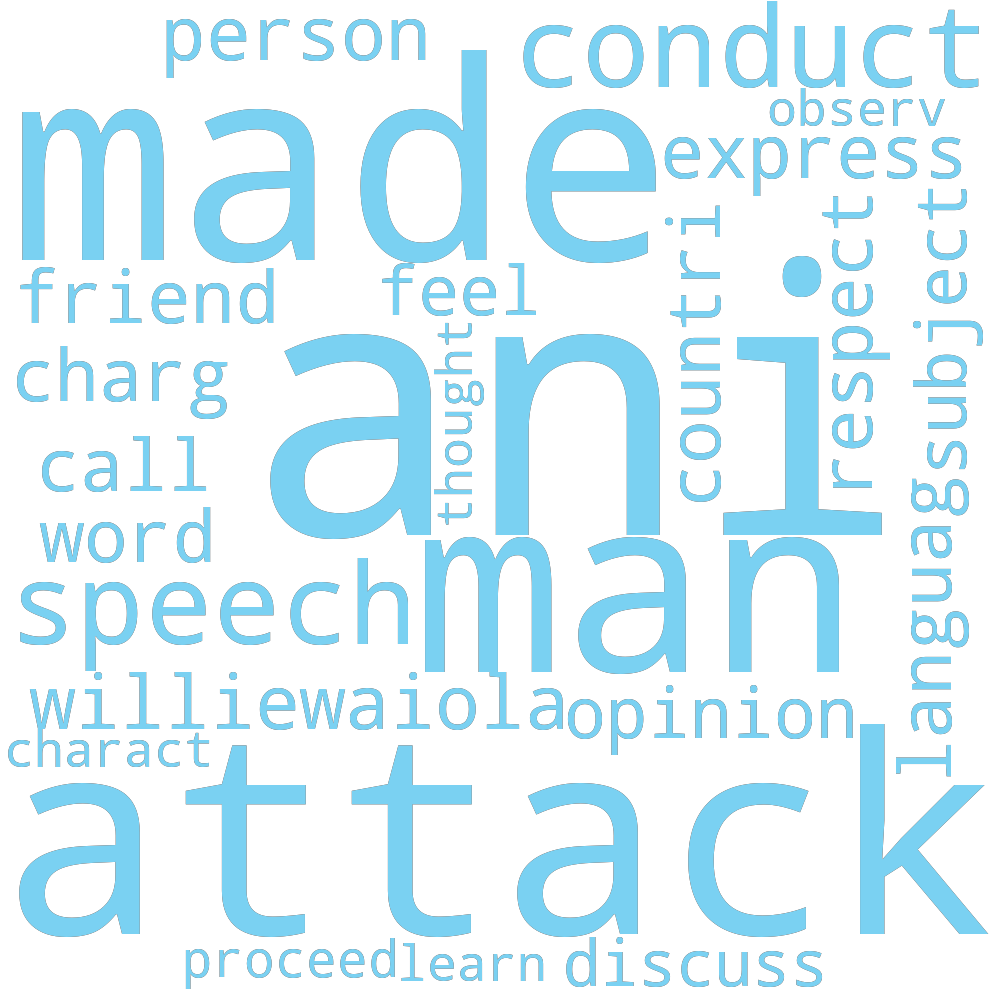 person
conduct
observ
made
express
countri
respect
subject
friend
feel
ani
thought
charg
call
word
man
speech
languag
williewaiola
opinion
charact
attack
proceed
learn
discuss